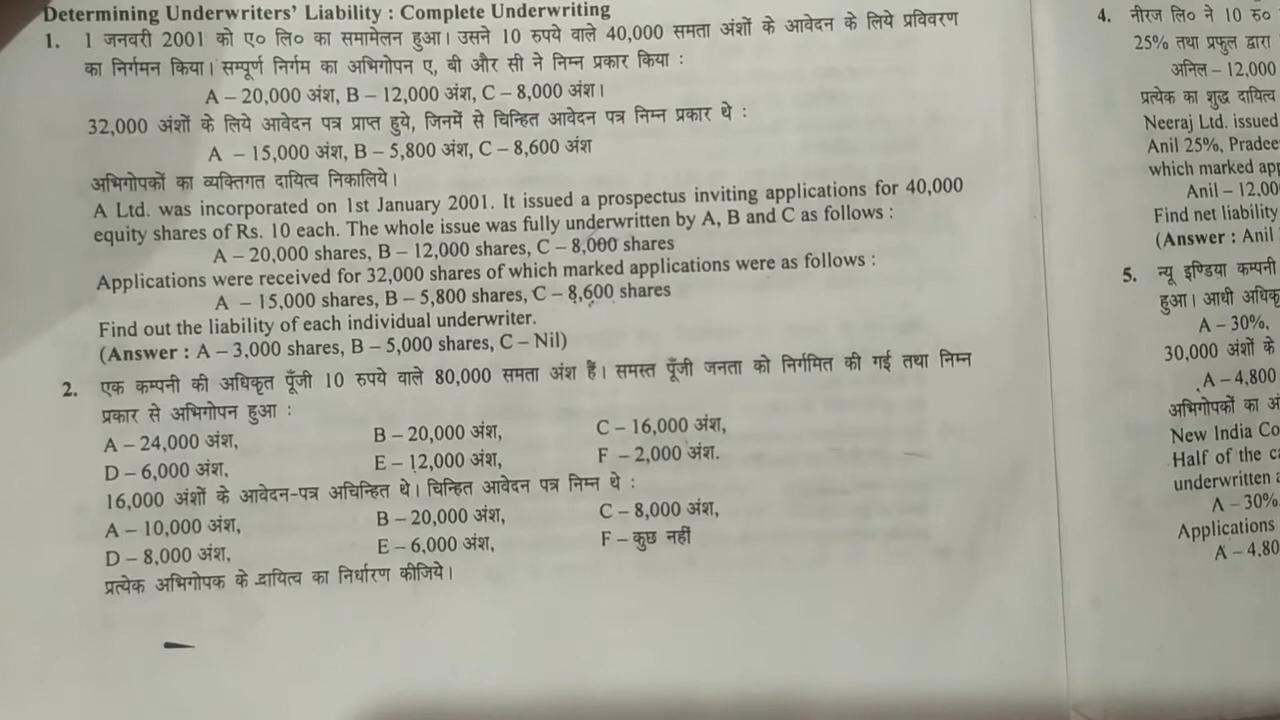 Determining Underwriters' Liability : Complete Underwriting
1. 1 जनवरी 2001 को ए० लि० का समामेलन हुआ। उसने 10 रुपये वाले 40,000 समता अंशों के आवेदन के लिये प्रविवरण
का निर्गमन किया। सम्पूर्ण निर्गम का अभिगोपन ए, बी और सी ने निम्न प्रकार किया :
A – 20,000 अंश, B – 12,000 अंश, C – 8,000 अंश।
32,000 अंशों के लिये आवेदन पत्र प्राप्त हुये, जिनमें से चिन्हित आवेदन पत्र निम्न प्रकार थे :
A – 15,000 अंश, B – 5,800 अंश, C – 8,600 अंश
अभिगोपकों का व्यक्तिगत दायित्व निकालिये।
A Ltd. was incorporated on 1st January 2001. It issued a prospectus inviting applications for 40,000
equity shares of Rs. 10 each. The whole issue was fully underwritten by A, B and C as follows :
A – 20,000 shares, B – 12,000 shares, C – 8,000 shares
Applications were received for 32,000 shares of which marked applications were as follows :
A – 15,000 shares, B – 5,800 shares, C – 8,600 shares
Find out the liability of each individual underwriter.
(Answer : A – 3,000 shares, B – 5,000 shares, C – Nil)
2. एक कम्पनी की अधिकृत पूँजी 10 रुपये वाले 80,000 समता अंश हैं। समस्त पूँजी जनता को निर्गमित की गई तथा निम्न
प्रकार से अभिगोपन हुआ :
A – 24,000 अंश, B – 20,000 अंश, C – 16,000 अंश,
D – 6,000 अंश, E – 12,000 अंश, F – 2,000 अंश.
16,000 अंशों के आवेदन-पत्र अचिन्हित थे। चिन्हित आवेदन पत्र निम्न थे :
A – 10,000 अंश, B – 20,000 अंश, C – 8,000 अंश,
D – 8,000 अंश, E – 6,000 अंश, F – कुछ नहीं
प्रत्येक अभिगोपक के दायित्व का निर्धारण कीजिये।
4. नीरज लि० ने 10 रु०
25% तथा प्रफुल द्वारा
अनिल – 12,000
प्रत्येक का शुद्ध दायित्व
Neeraj Ltd. issued
Anil 25%, Pradee
which marked app
Anil – 12,00
Find net liability
(Answer : Anil
5. न्यू इण्डिया कम्पनी
हुआ। आधी अधिकृ
A – 30%,
30,000 अंशों के
A – 4,800
अभिगोपकों का अं
New India Co
Half of the c
underwritten
A – 30%
Applications
A – 4,80